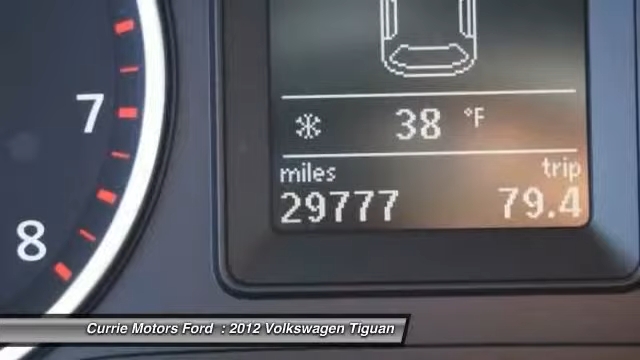 7
8
38 °F
miles trip
29777 79.4
Currie Motors Ford : 2012 Volkswagen Tiguan